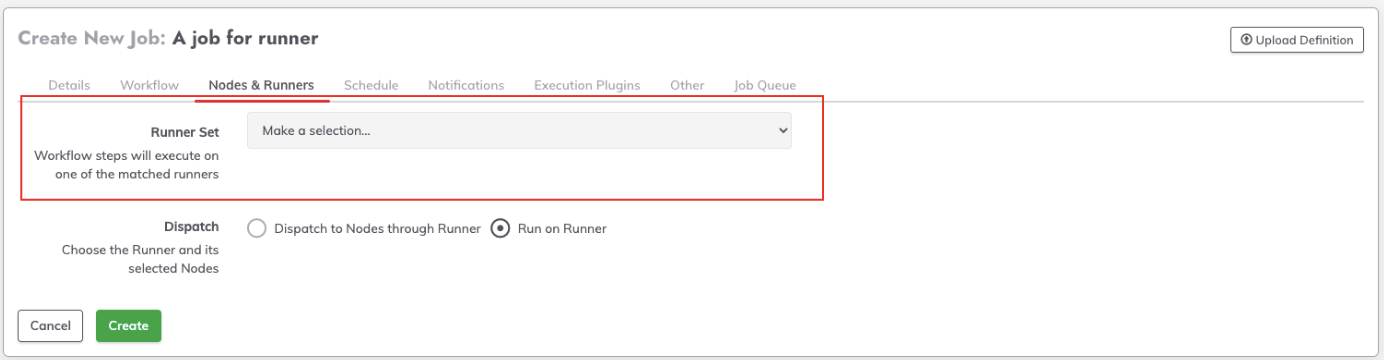 Create New Job: A job for runner
Upload Definition
Details Workflow Nodes & Runners Schedule Notifications Execution Plugins Other Job Queue
Runner Set
Make a selection...
Workflow steps will execute on
one of the matched runners
Dispatch
Dispatch to Nodes through Runner Run on Runner
Choose the Runner and its
selected Nodes
Cancel Create